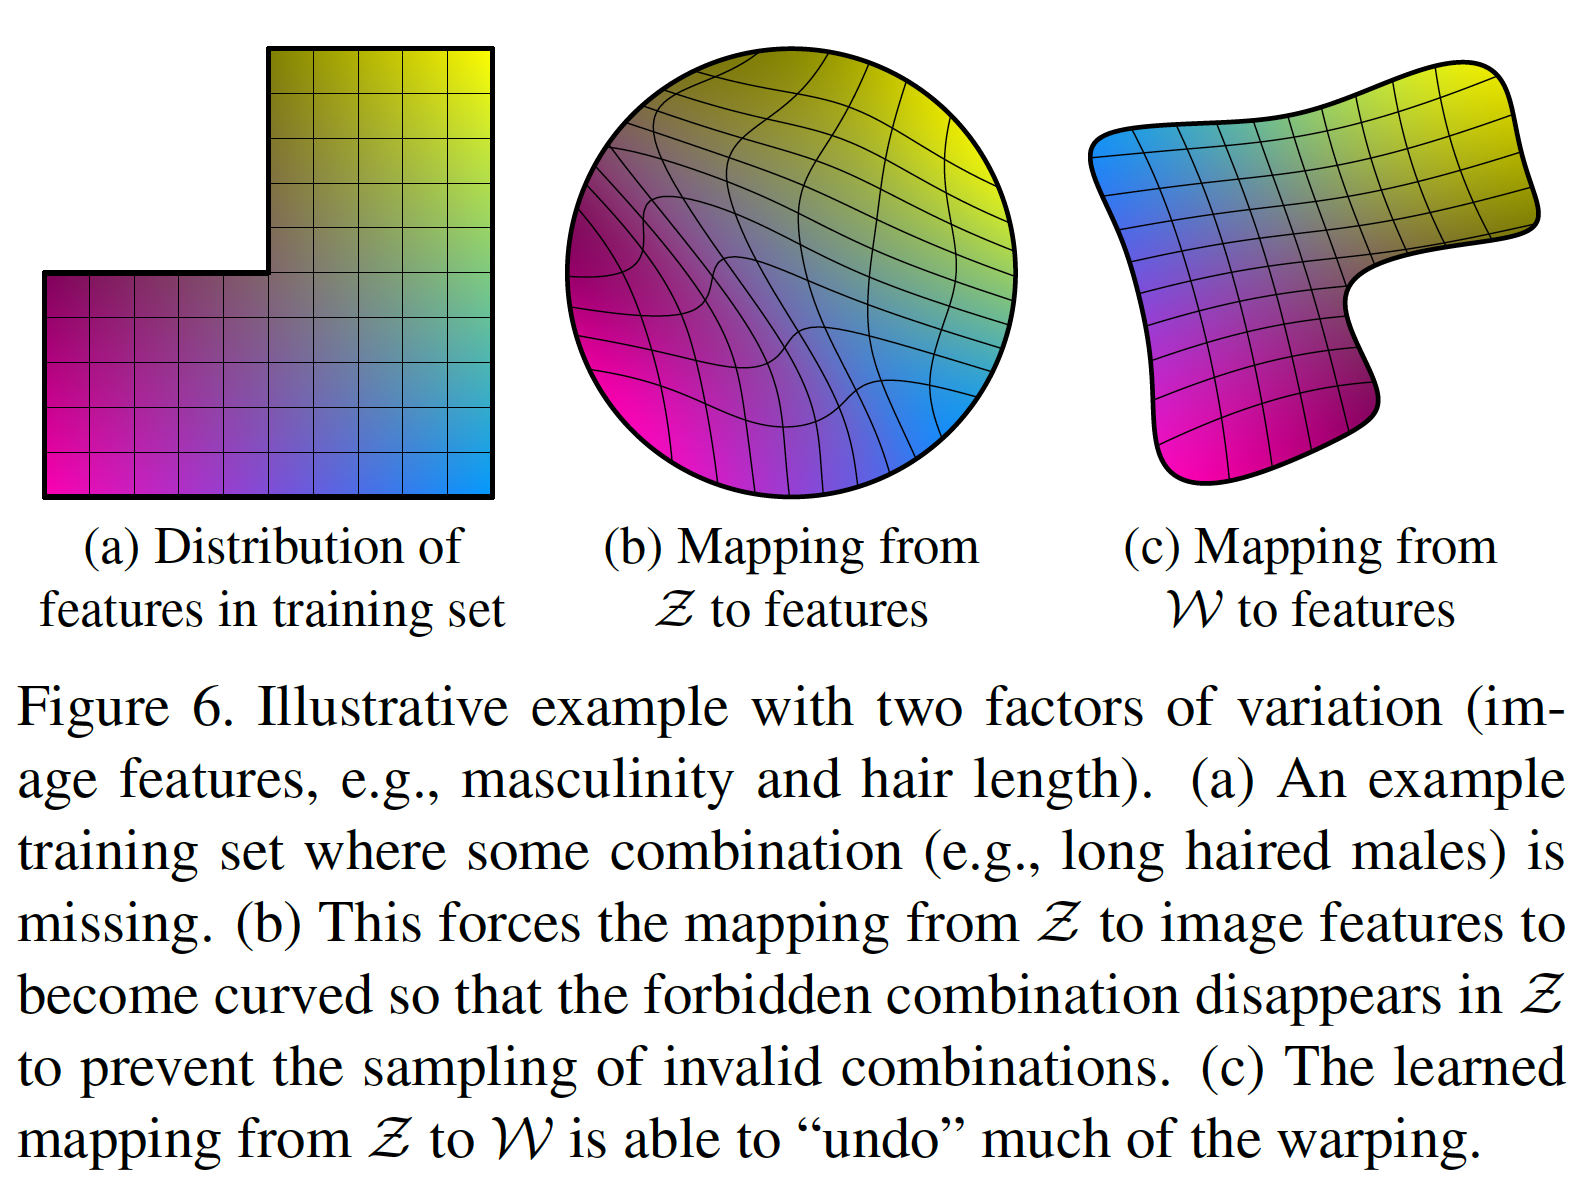 (a) Distribution of
features in training set
(b) Mapping from
𝒵 to features
(c) Mapping from
𝒲 to features
Figure 6. Illustrative example with two factors of variation (im-
age features, e.g., masculinity and hair length). (a) An example
training set where some combination (e.g., long haired males) is
missing. (b) This forces the mapping from 𝒵 to image features to
become curved so that the forbidden combination disappears in 𝒵
to prevent the sampling of invalid combinations. (c) The learned
mapping from 𝒵 to 𝒲 is able to “undo” much of the warping.